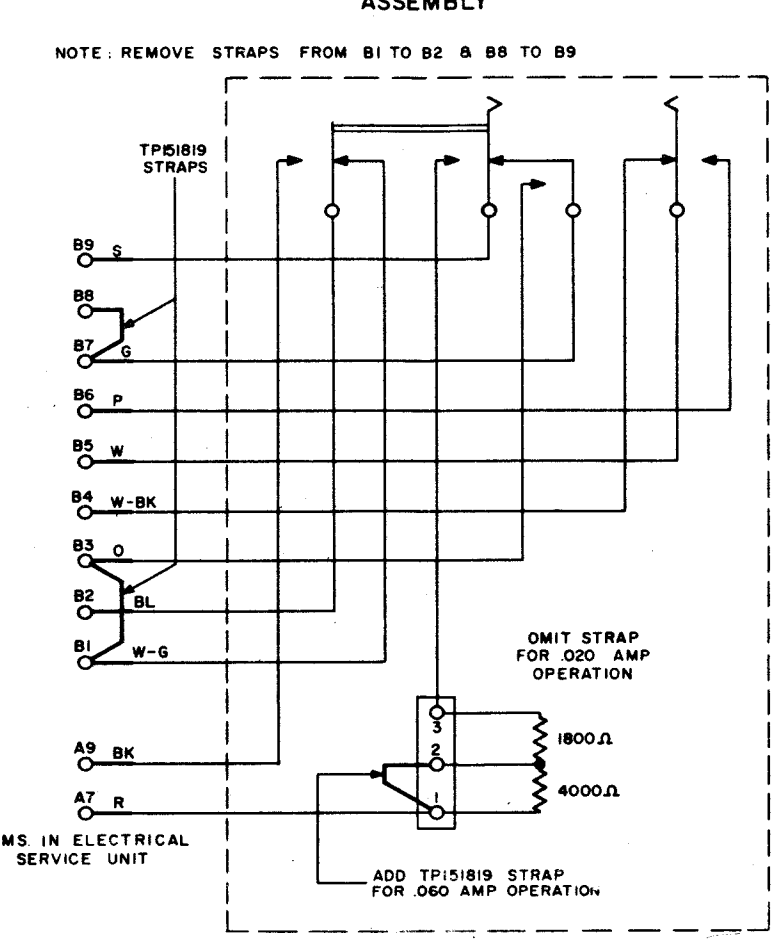 ASSEMBLY
NOTE: REMOVE STRAPS FROM B1 TO B2 & B8 TO B9
TP151819
STRAPS
B9 S
B8
B7 G
B6 P
B5 W
B4 W-BK
B3 O
B2 BL
B1 W-G
OMIT STRAP
FOR .020 AMP
OPERATION
3
1800Ω
A9 BK
2
4000Ω
A7 R
1
MS. IN ELECTRICAL
SERVICE UNIT
ADD TP151819 STRAP
FOR .060 AMP OPERATION